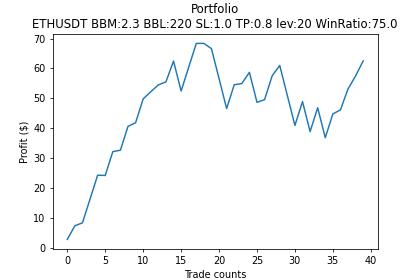 Portfolio
ETHUSDT BBM:2.3 BBL:220 SL:1.0 TP:0.8 lev:20 WinRatio:75.0
70
60
50
40
30
20
10
0
Profit ($)
0 5 10 15 20 25 30 35 40
Trade counts